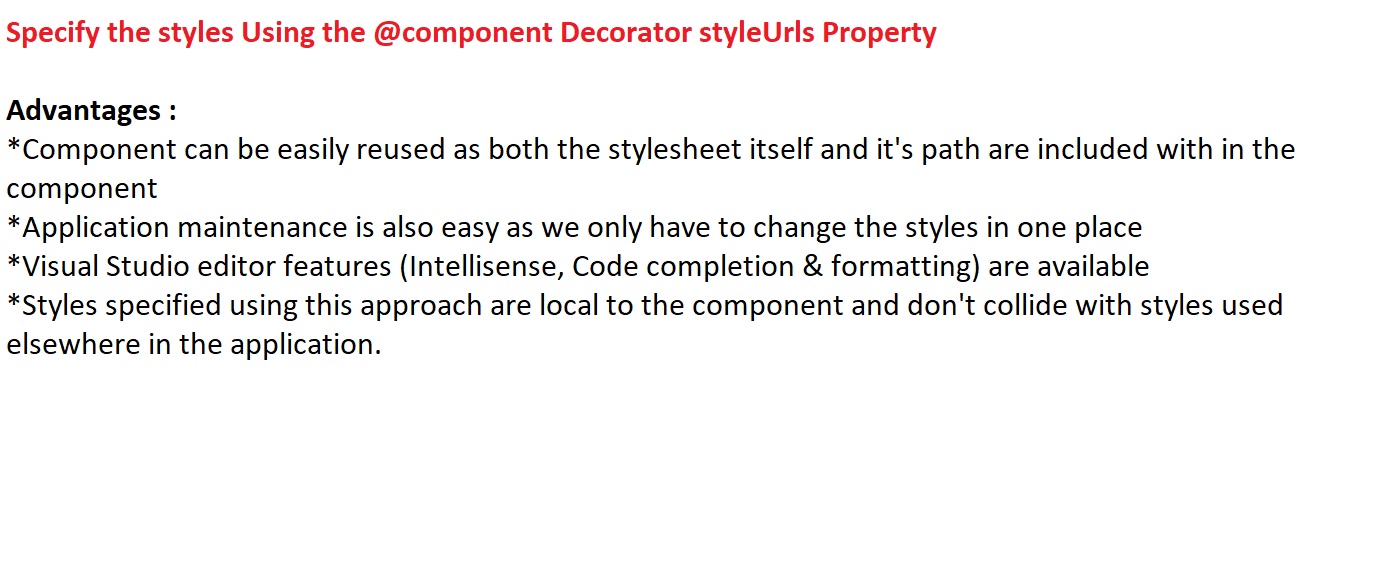 Specify the styles Using the @component Decorator styleUrls Property
Advantages :
*Component can be easily reused as both the stylesheet itself and it's path are included with in the
component
*Application maintenance is also easy as we only have to change the styles in one place
*Visual Studio editor features (Intellisense, Code completion & formatting) are available
*Styles specified using this approach are local to the component and don't collide with styles used
elsewhere in the application.